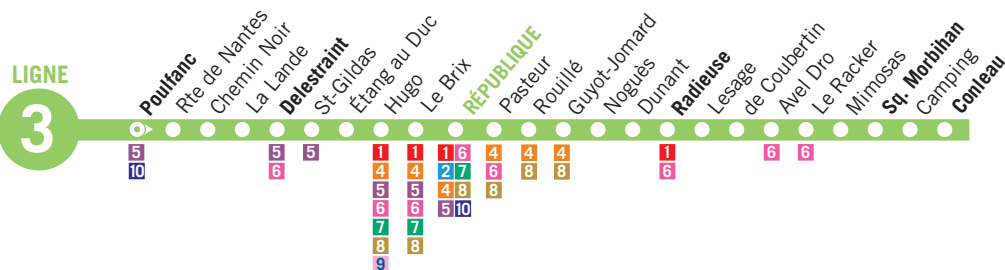 LIGNE
3
Poulfanc
Rte de Nantes
Chemin Noir
La Lande
Delestraint
St-Gildas
Étang au Duc
Hugo
Le Brix
RÉPUBLIQUE
Pasteur
Rouillé
Guyot-Jomard
Noguès
Dunant
Radieuse
Lesage
de Coubertin
Avel Dro
Le Racker
Mimosas
Sq. Morbihan
Camping
Conleau
5 5 5 1 1 1 6 4 4 4 1 6 6
10 6 4 4 2 7 6 8 8 6
5 5 4 8 8
6 6 5 10
7 7
8 8
9